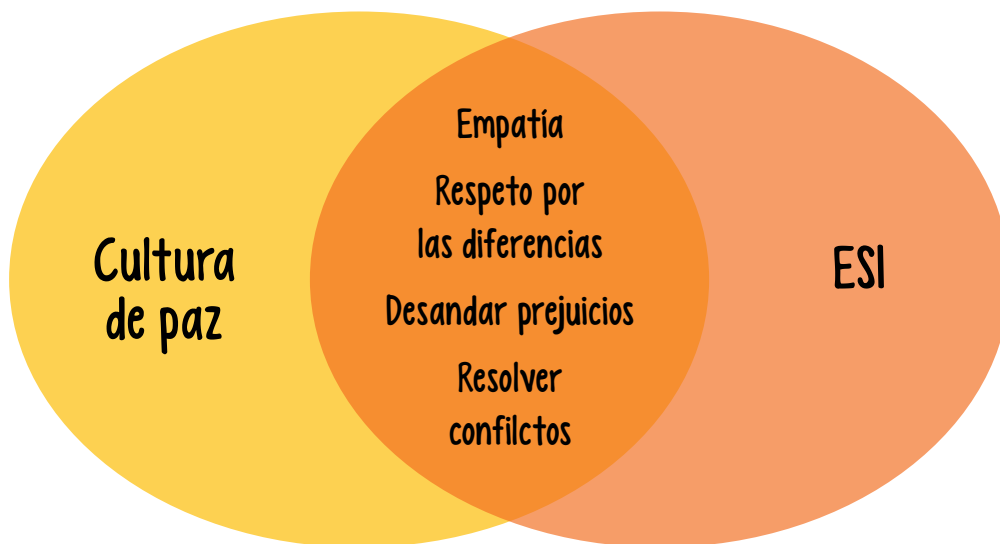 Cultura
de paz
Empatía
Respeto por
las diferencias
Desandar prejuicios
Resolver
confilctos
ESI